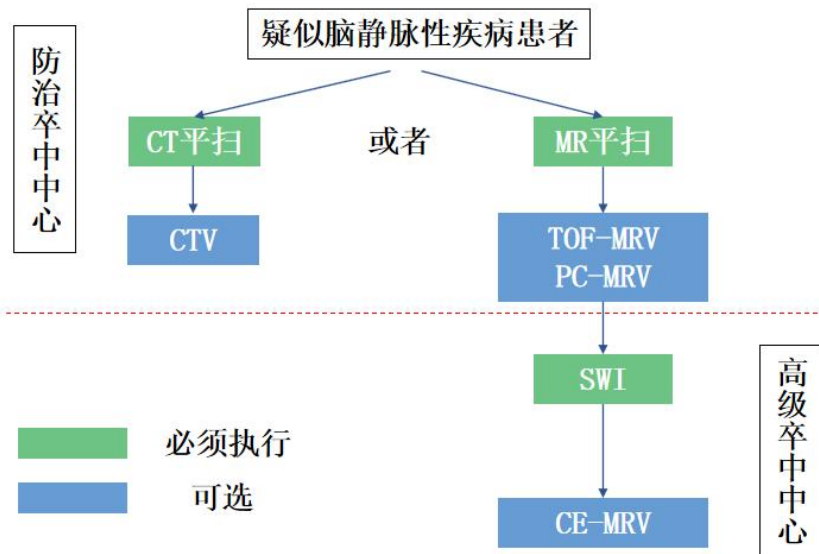 疑似脑静脉性疾病患者
防治卒中中心
CT平扫
或者
MR平扫
CTV
TOF-MRV
PC-MRV
SWI
高级卒中中心
必须执行
可选
CE-MRV